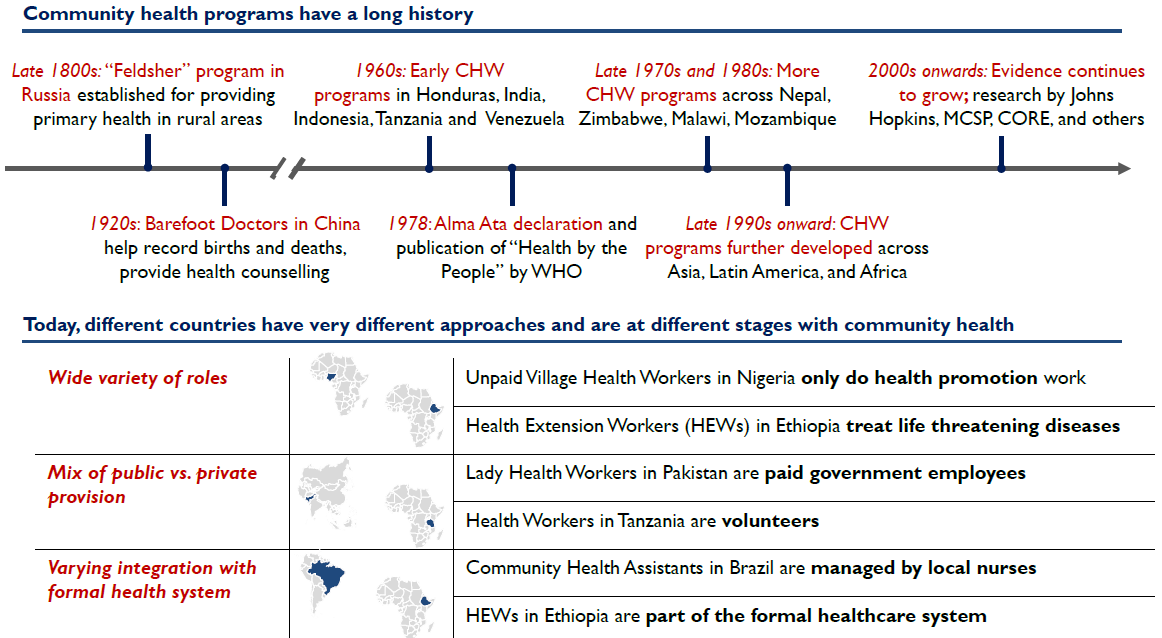 Community health programs have a long history
Late 1800s: “Feldsher” program in
Russia established for providing
primary health in rural areas
1960s: Early CHW
programs in Honduras, India,
Indonesia, Tanzania and Venezuela
Late 1970s and 1980s: More
CHW programs across Nepal,
Zimbabwe, Malawi, Mozambique
2000s onwards: Evidence continues
to grow; research by Johns
Hopkins, MCSP, CORE, and others
1920s: Barefoot Doctors in China
help record births and deaths,
provide health counselling
1978: Alma Ata declaration and
publication of “Health by the
People” by WHO
Late 1990s onward: CHW
programs further developed across
Asia, Latin America, and Africa
Today, different countries have very different approaches and are at different stages with community health
Wide variety of roles
Unpaid Village Health Workers in Nigeria only do health promotion work
Health Extension Workers (HEWs) in Ethiopia treat life threatening diseases
Mix of public vs. private
provision
Lady Health Workers in Pakistan are paid government employees
Health Workers in Tanzania are volunteers
Varying integration with
formal health system
Community Health Assistants in Brazil are managed by local nurses
HEWs in Ethiopia are part of the formal healthcare system